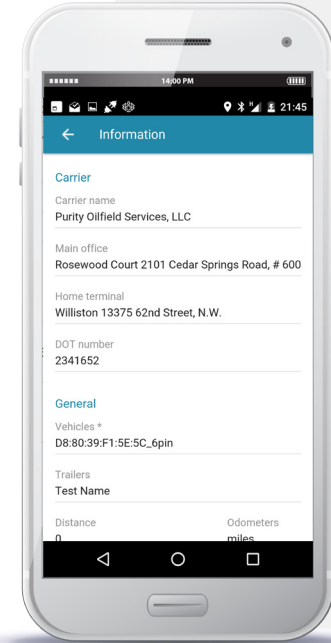 14:00 PM
21:45
Information
Carrier
Carrier name
Purity Oilfield Services, LLC
Main office
Rosewood Court 2101 Cedar Springs Road, # 600
Home terminal
Williston 13375 62nd Street, N.W.
DOT number
2341652
General
Vehicles *
D8:80:39:F1:5E:5C_6pin
Trailers
Test Name
Distance Odometers
0 miles